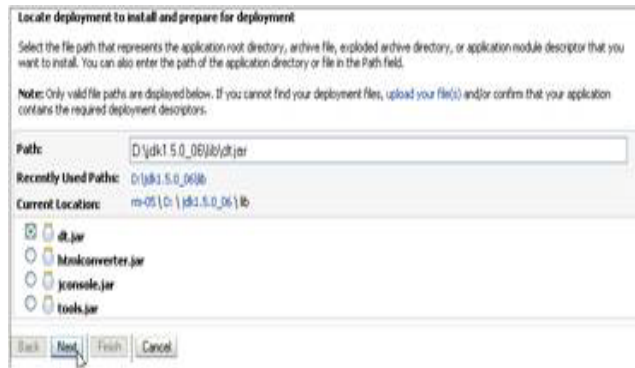 Locate deployment to install and prepare for deployment
Select the file path that represents the application root directory, archive file, exploded archive directory, or application module descriptor that you
want to install. You can also enter the path of the application directory or file in the Path field.
Note: Only valid file paths are displayed below. If you cannot find your deployment files, upload your file(s) and/or confirm that your application
contains the required deployment descriptors.
Path: D:\jdk1.5.0_06\lib\dt.jar
Recently Used Paths: D:\jdk1.5.0_06\lib
Current Location: \ D: \ jdk1.5.0_06 \ lib
dt.jar
htmlconverter.jar
jconsole.jar
tools.jar
Back Next Finish Cancel